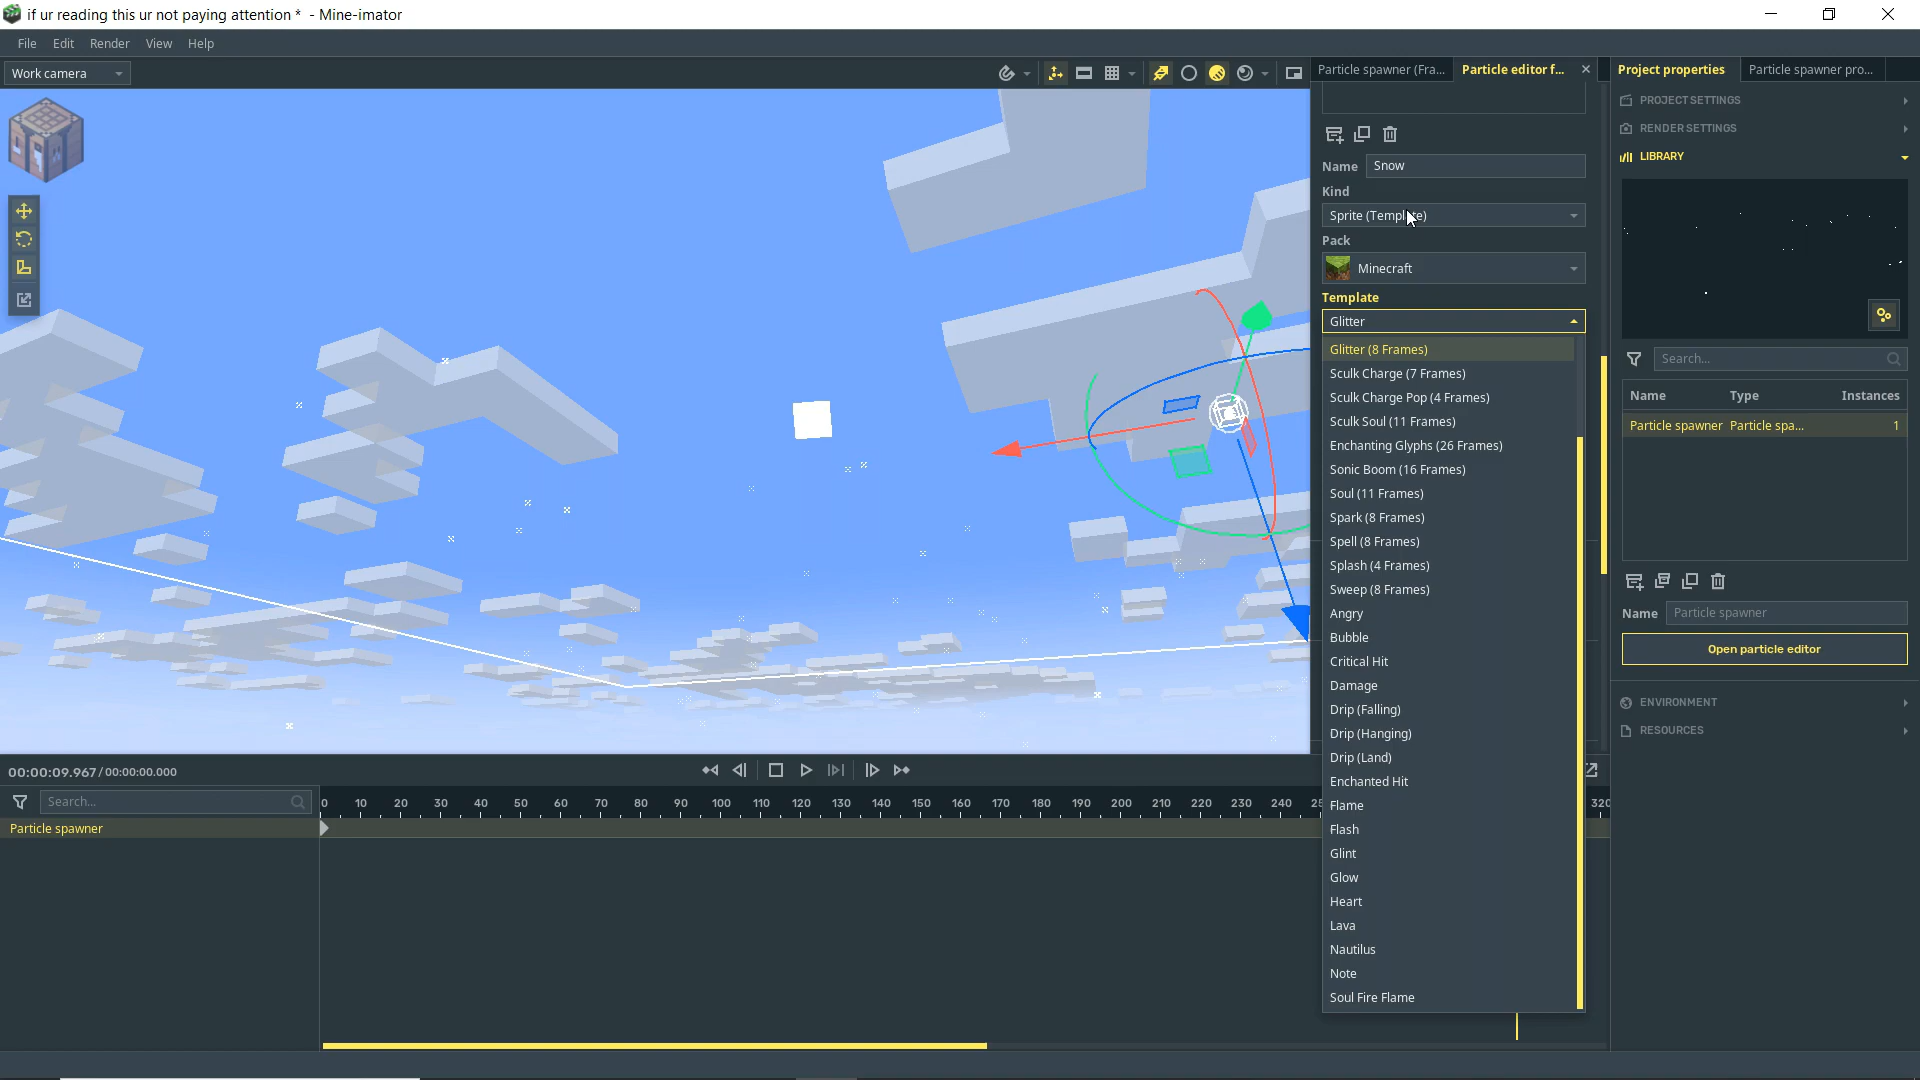 if ur reading this ur not paying attention * - Mine-imator
File Edit Render View Help
Work camera
Particle spawner (Fra...
Particle editor f...
Project properties
Particle spawner pro...
PROJECT SETTINGS
RENDER SETTINGS
LIBRARY
Name Snow
Kind
Sprite (Template)
Pack
Minecraft
Template
Glitter
Glitter (8 Frames)
Sculk Charge (7 Frames)
Sculk Charge Pop (4 Frames)
Sculk Soul (11 Frames)
Enchanting Glyphs (26 Frames)
Sonic Boom (16 Frames)
Soul (11 Frames)
Spark (8 Frames)
Spell (8 Frames)
Splash (4 Frames)
Sweep (8 Frames)
Angry
Bubble
Critical Hit
Damage
Drip (Falling)
Drip (Hanging)
Drip (Land)
Enchanted Hit
Flame
Flash
Glint
Glow
Heart
Lava
Nautilus
Note
Soul Fire Flame
Search...
Name Type Instances
Particle spawner Particle spa... 1
Name Particle spawner
Open particle editor
ENVIRONMENT
RESOURCES
00:00:09.967 / 00:00:00.000
Search...
0 10 20 30 40 50 60 70 80 90 100 110 120 130 140 150 160 170 180 190 200 210 220 230 240 25 320
Particle spawner